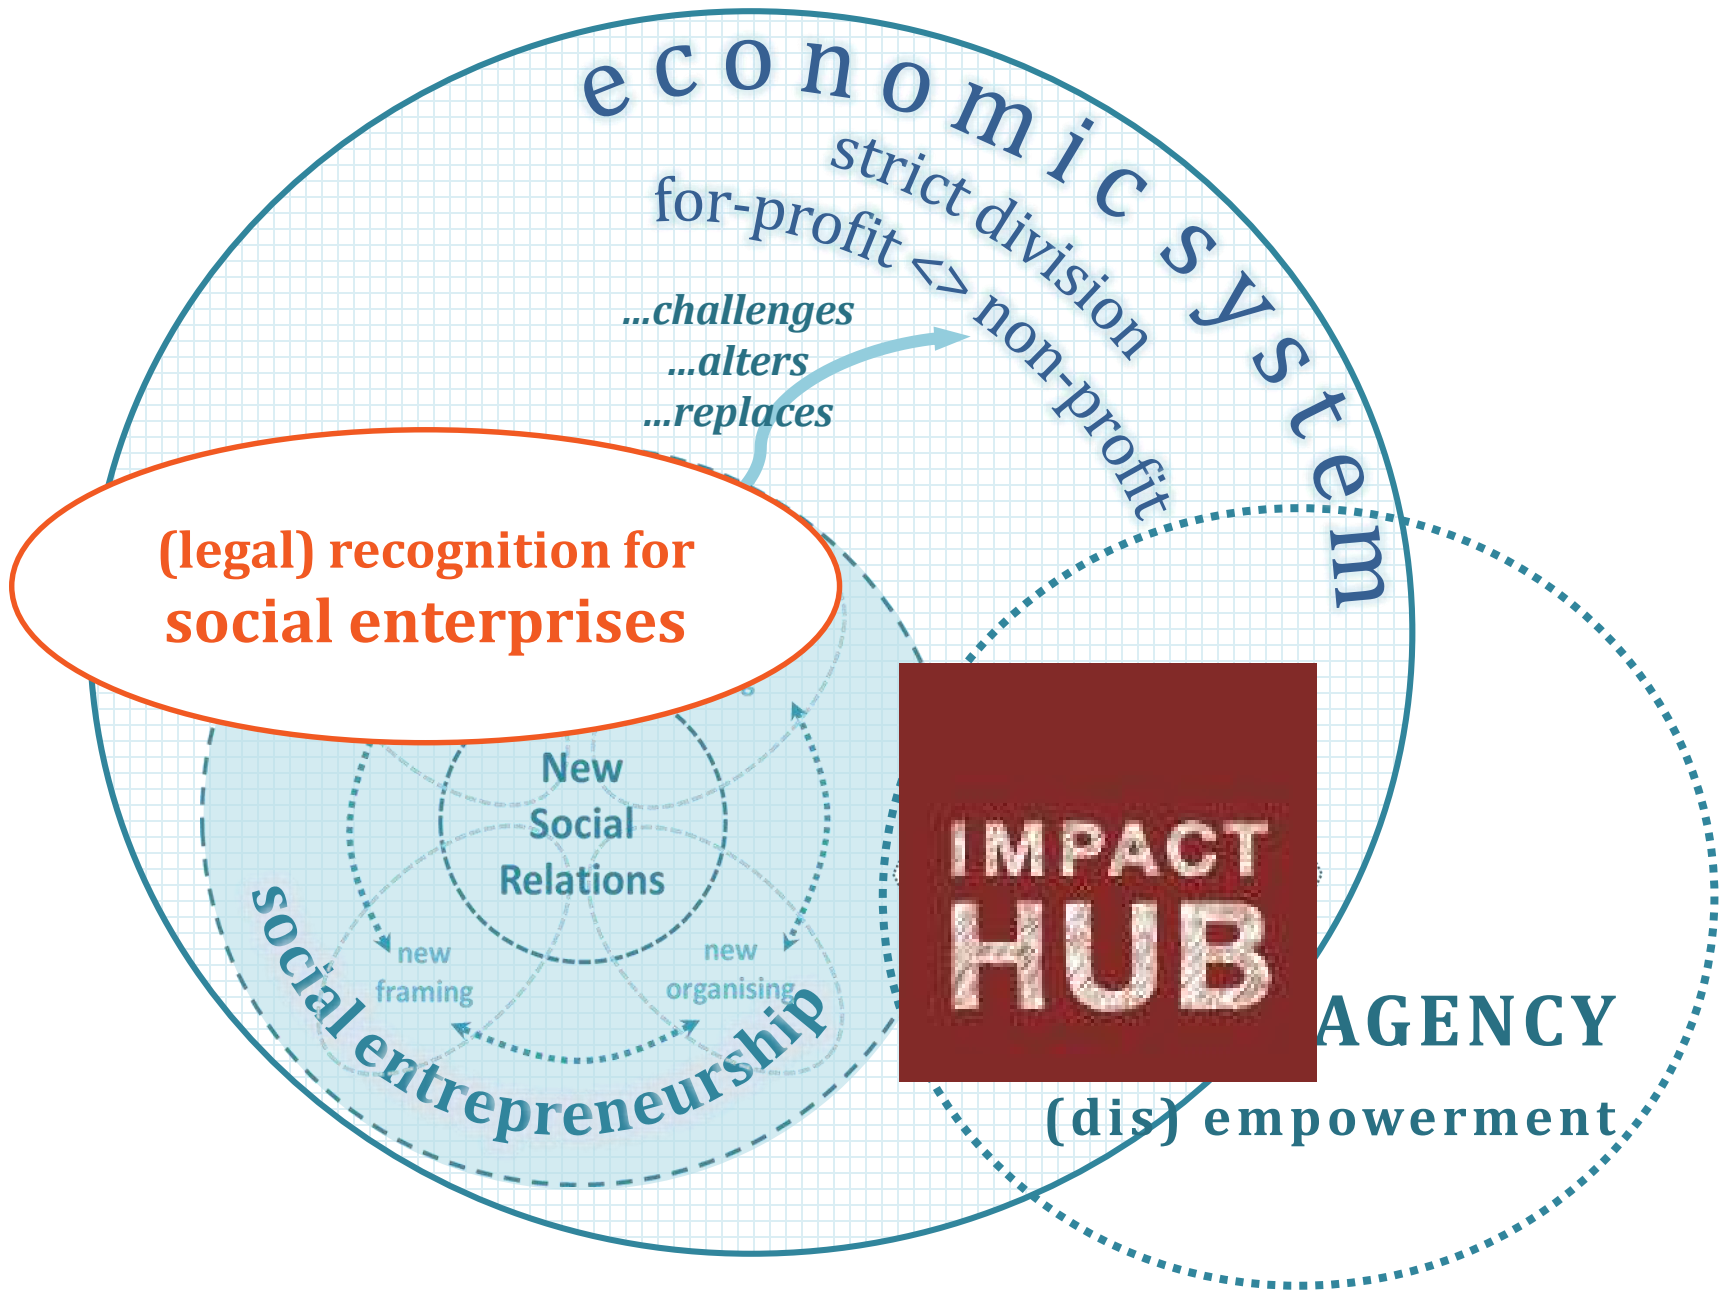 economic system
strict division
for-profit <> non-profit
...challenges
...alters
...replaces
(legal) recognition for
social enterprises
New
Social
Relations
new
framing
new
organising
social entrepreneurship
IMPACT
HUB
AGENCY
(dis) empowerment